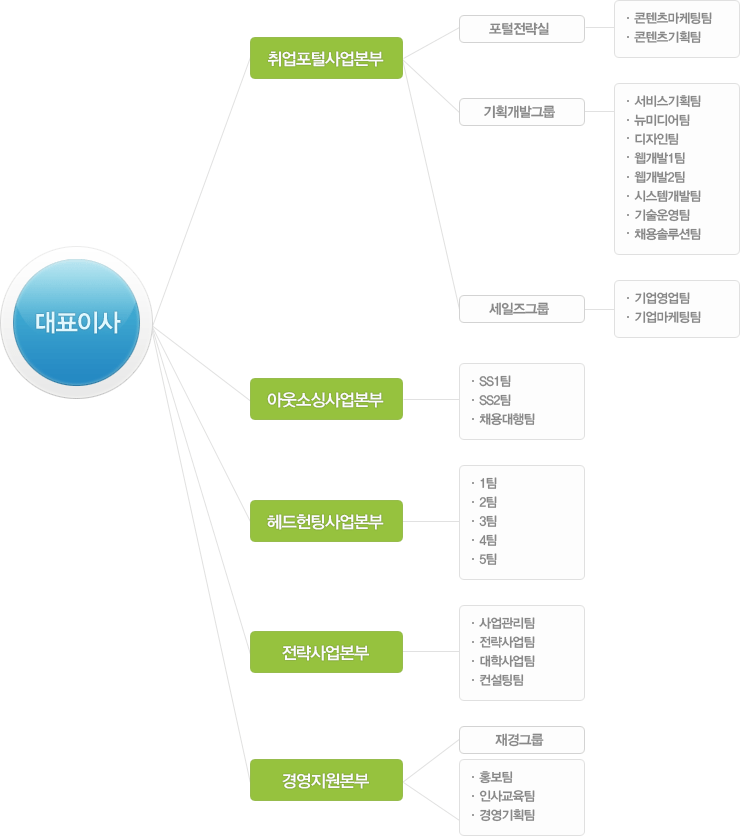 대표이사
취업포털사업본부
포털전략실
· 콘텐츠마케팅팀
· 콘텐츠기획팀
기획개발그룹
· 서비스기획팀
· 뉴미디어팀
· 디자인팀
· 웹개발1팀
· 웹개발2팀
· 시스템개발팀
· 기술운영팀
· 채용솔루션팀
세일즈그룹
· 기업영업팀
· 기업마케팅팀
아웃소싱사업본부
· SS1팀
· SS2팀
· 채용대행팀
헤드헌팅사업본부
· 1팀
· 2팀
· 3팀
· 4팀
· 5팀
전략사업본부
· 사업관리팀
· 전략사업팀
· 대학사업팀
· 컨설팅팀
경영지원본부
재경그룹
· 홍보팀
· 인사교육팀
· 경영기획팀